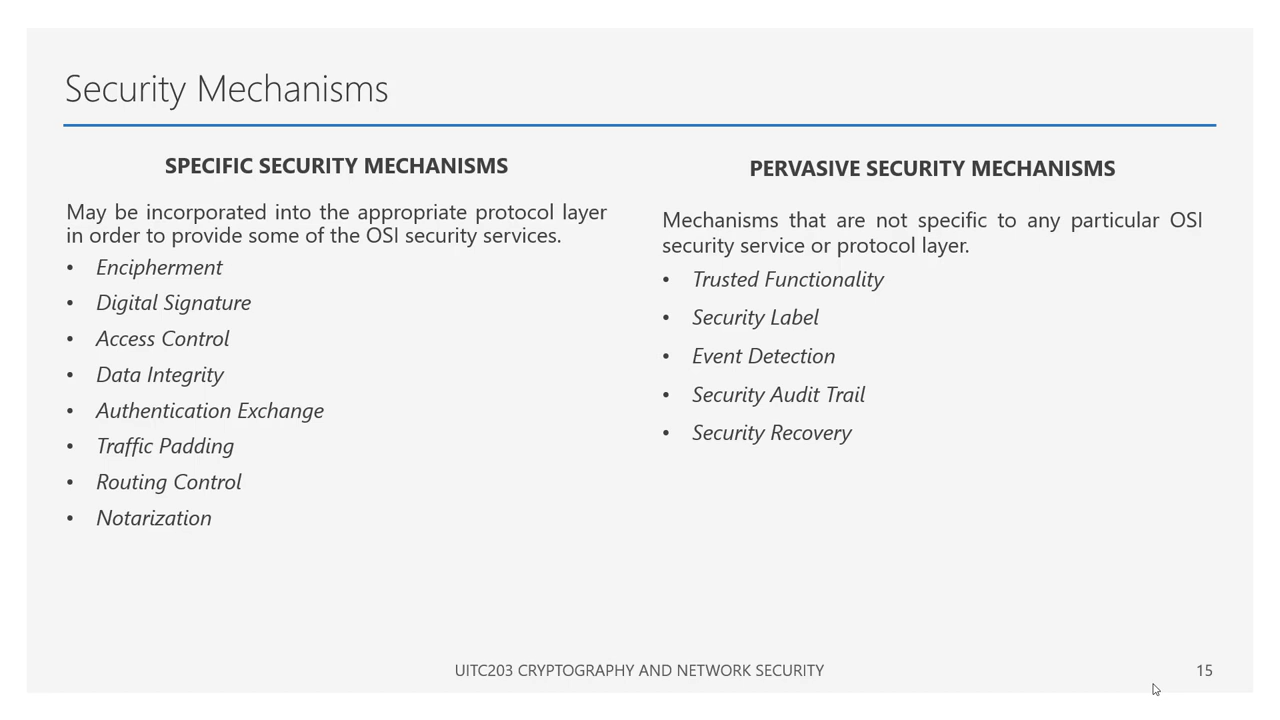 Security Mechanisms
SPECIFIC SECURITY MECHANISMS
May be incorporated into the appropriate protocol layer
in order to provide some of the OSI security services.
• Encipherment
• Digital Signature
• Access Control
• Data Integrity
• Authentication Exchange
• Traffic Padding
• Routing Control
• Notarization
PERVASIVE SECURITY MECHANISMS
Mechanisms that are not specific to any particular OSI
security service or protocol layer.
• Trusted Functionality
• Security Label
• Event Detection
• Security Audit Trail
• Security Recovery
UITC203 CRYPTOGRAPHY AND NETWORK SECURITY
15